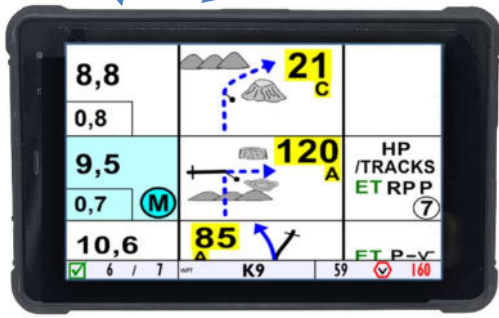 8,8
0,8
21
C
9,5
0,7
M
120
A
HP
/TRACKS
ET RP P
7
10,6
85
A
ET P-V
6 / 7 WPT K9 59 160